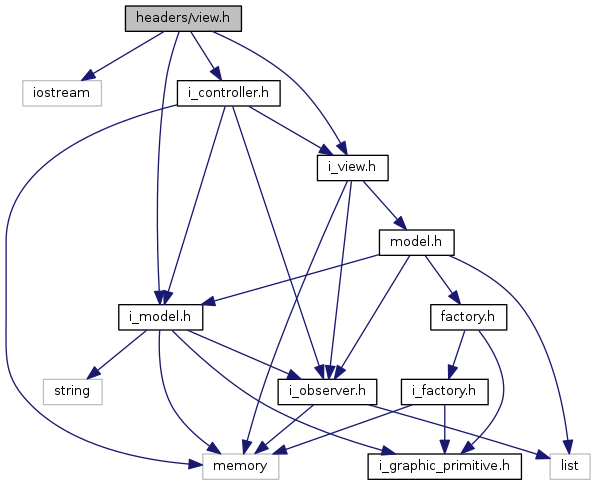 headers/view.h
iostream
i_controller.h
i_view.h
model.h
i_model.h
factory.h
string
i_observer.h
i_factory.h
memory
i_graphic_primitive.h
list